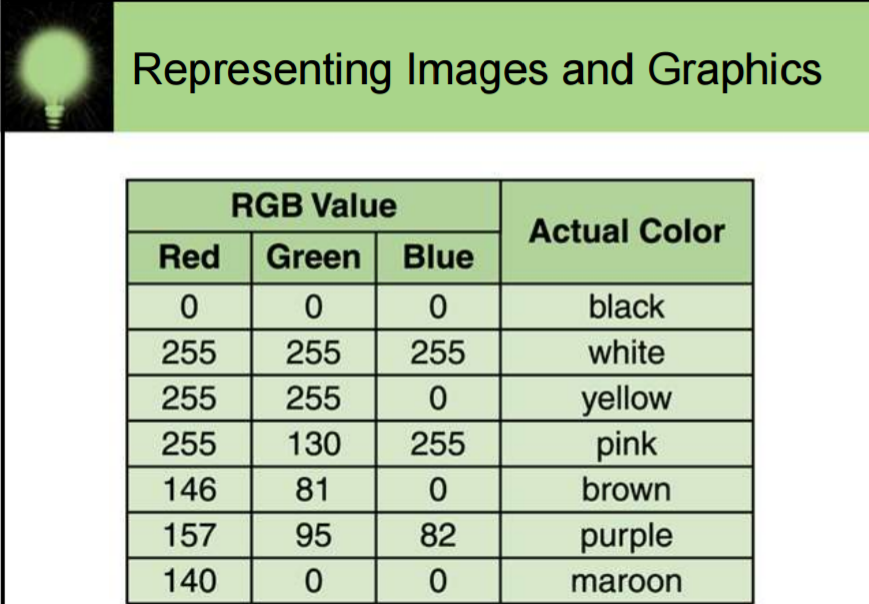 Representing Images and Graphics
RGB Value Actual Color
Red Green Blue
0 0 0 black
255 255 255 white
255 255 0 yellow
255 130 255 pink
146 81 0 brown
157 95 82 purple
140 0 0 maroon